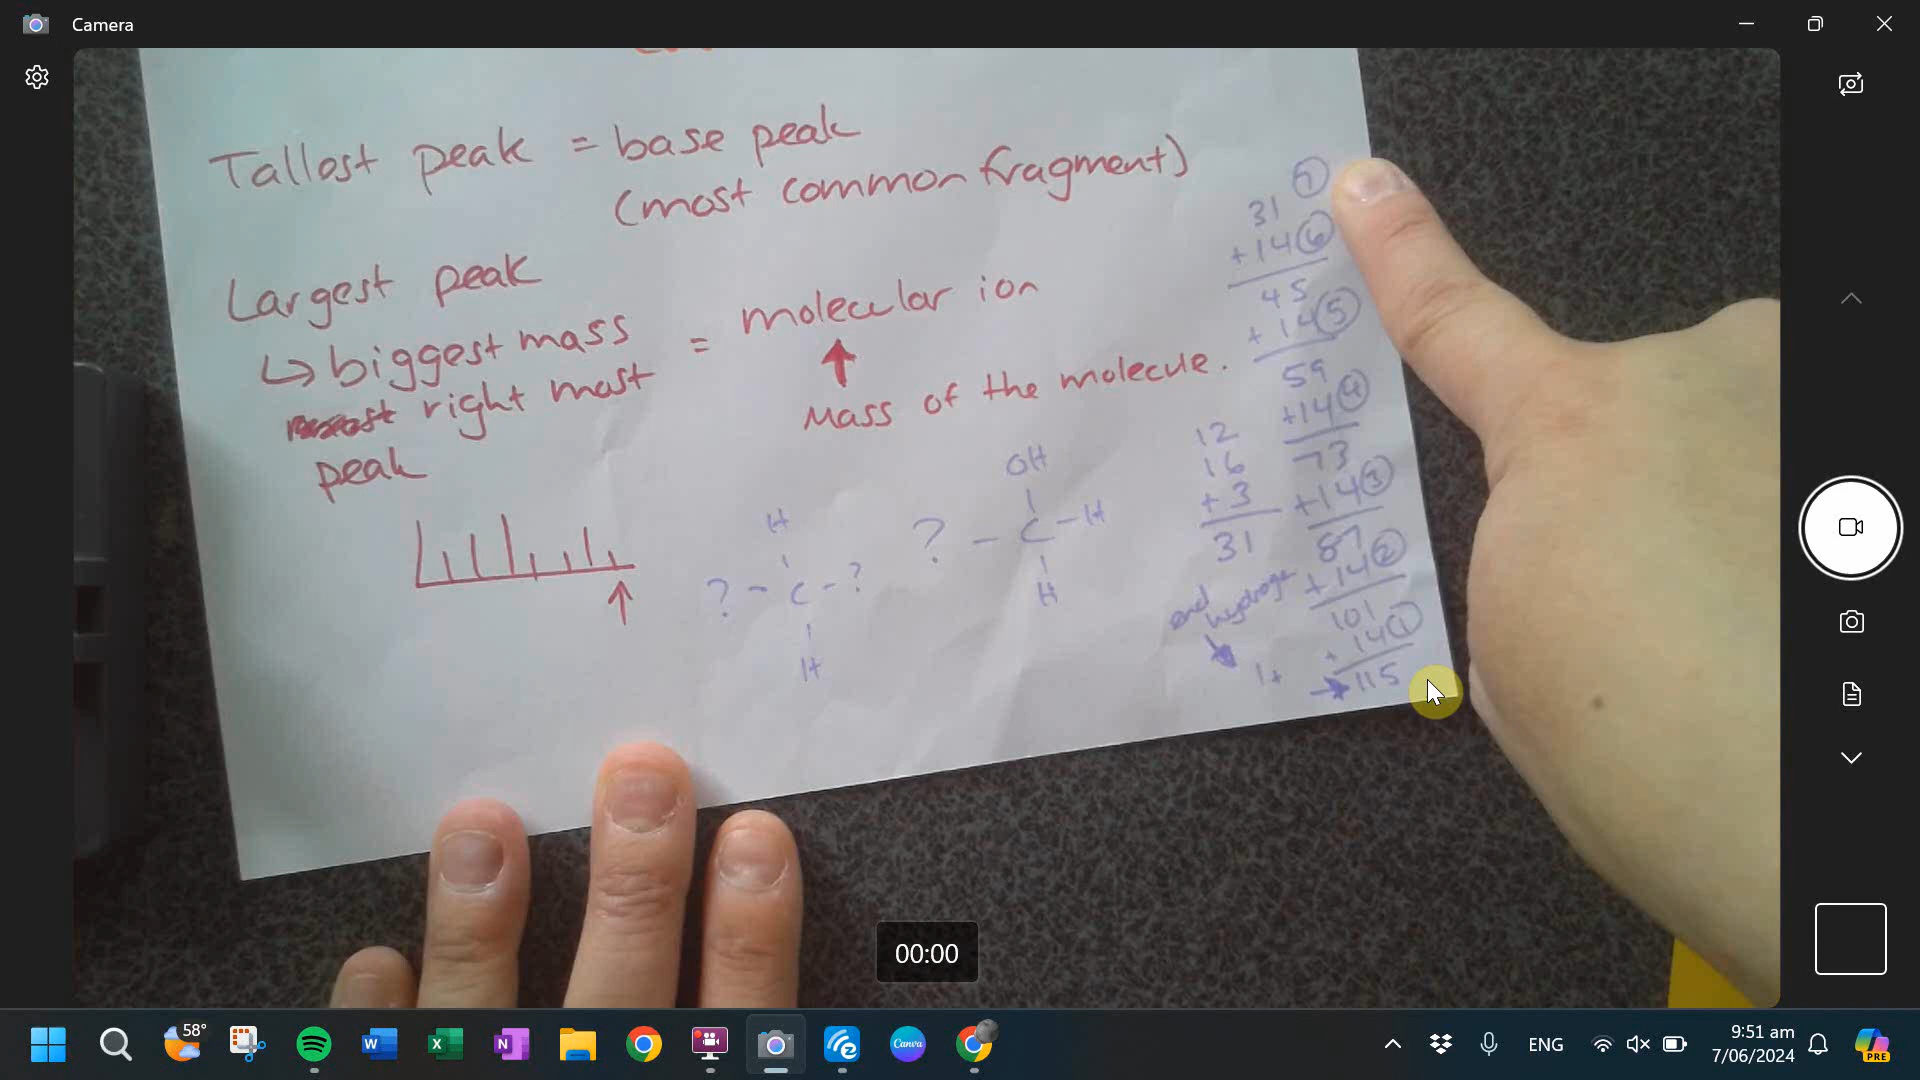 Camera
Tallest peak = base peak
(most common fragment)
Largest peak
↳ biggest mass = molecular ion
right most
peak
Mass of the molecule.
H
? - C - ?
H
OH
? - C - H
H
12
16
+ 3
31
end hydrogen
1+
7
31
+14 6
45
+14 5
59
+14 4
73
+14 3
87
+14 2
101
+ 14 1
→ 115
00:00
58°
Canva
ENG
9:51 am
7/06/2024
PRE